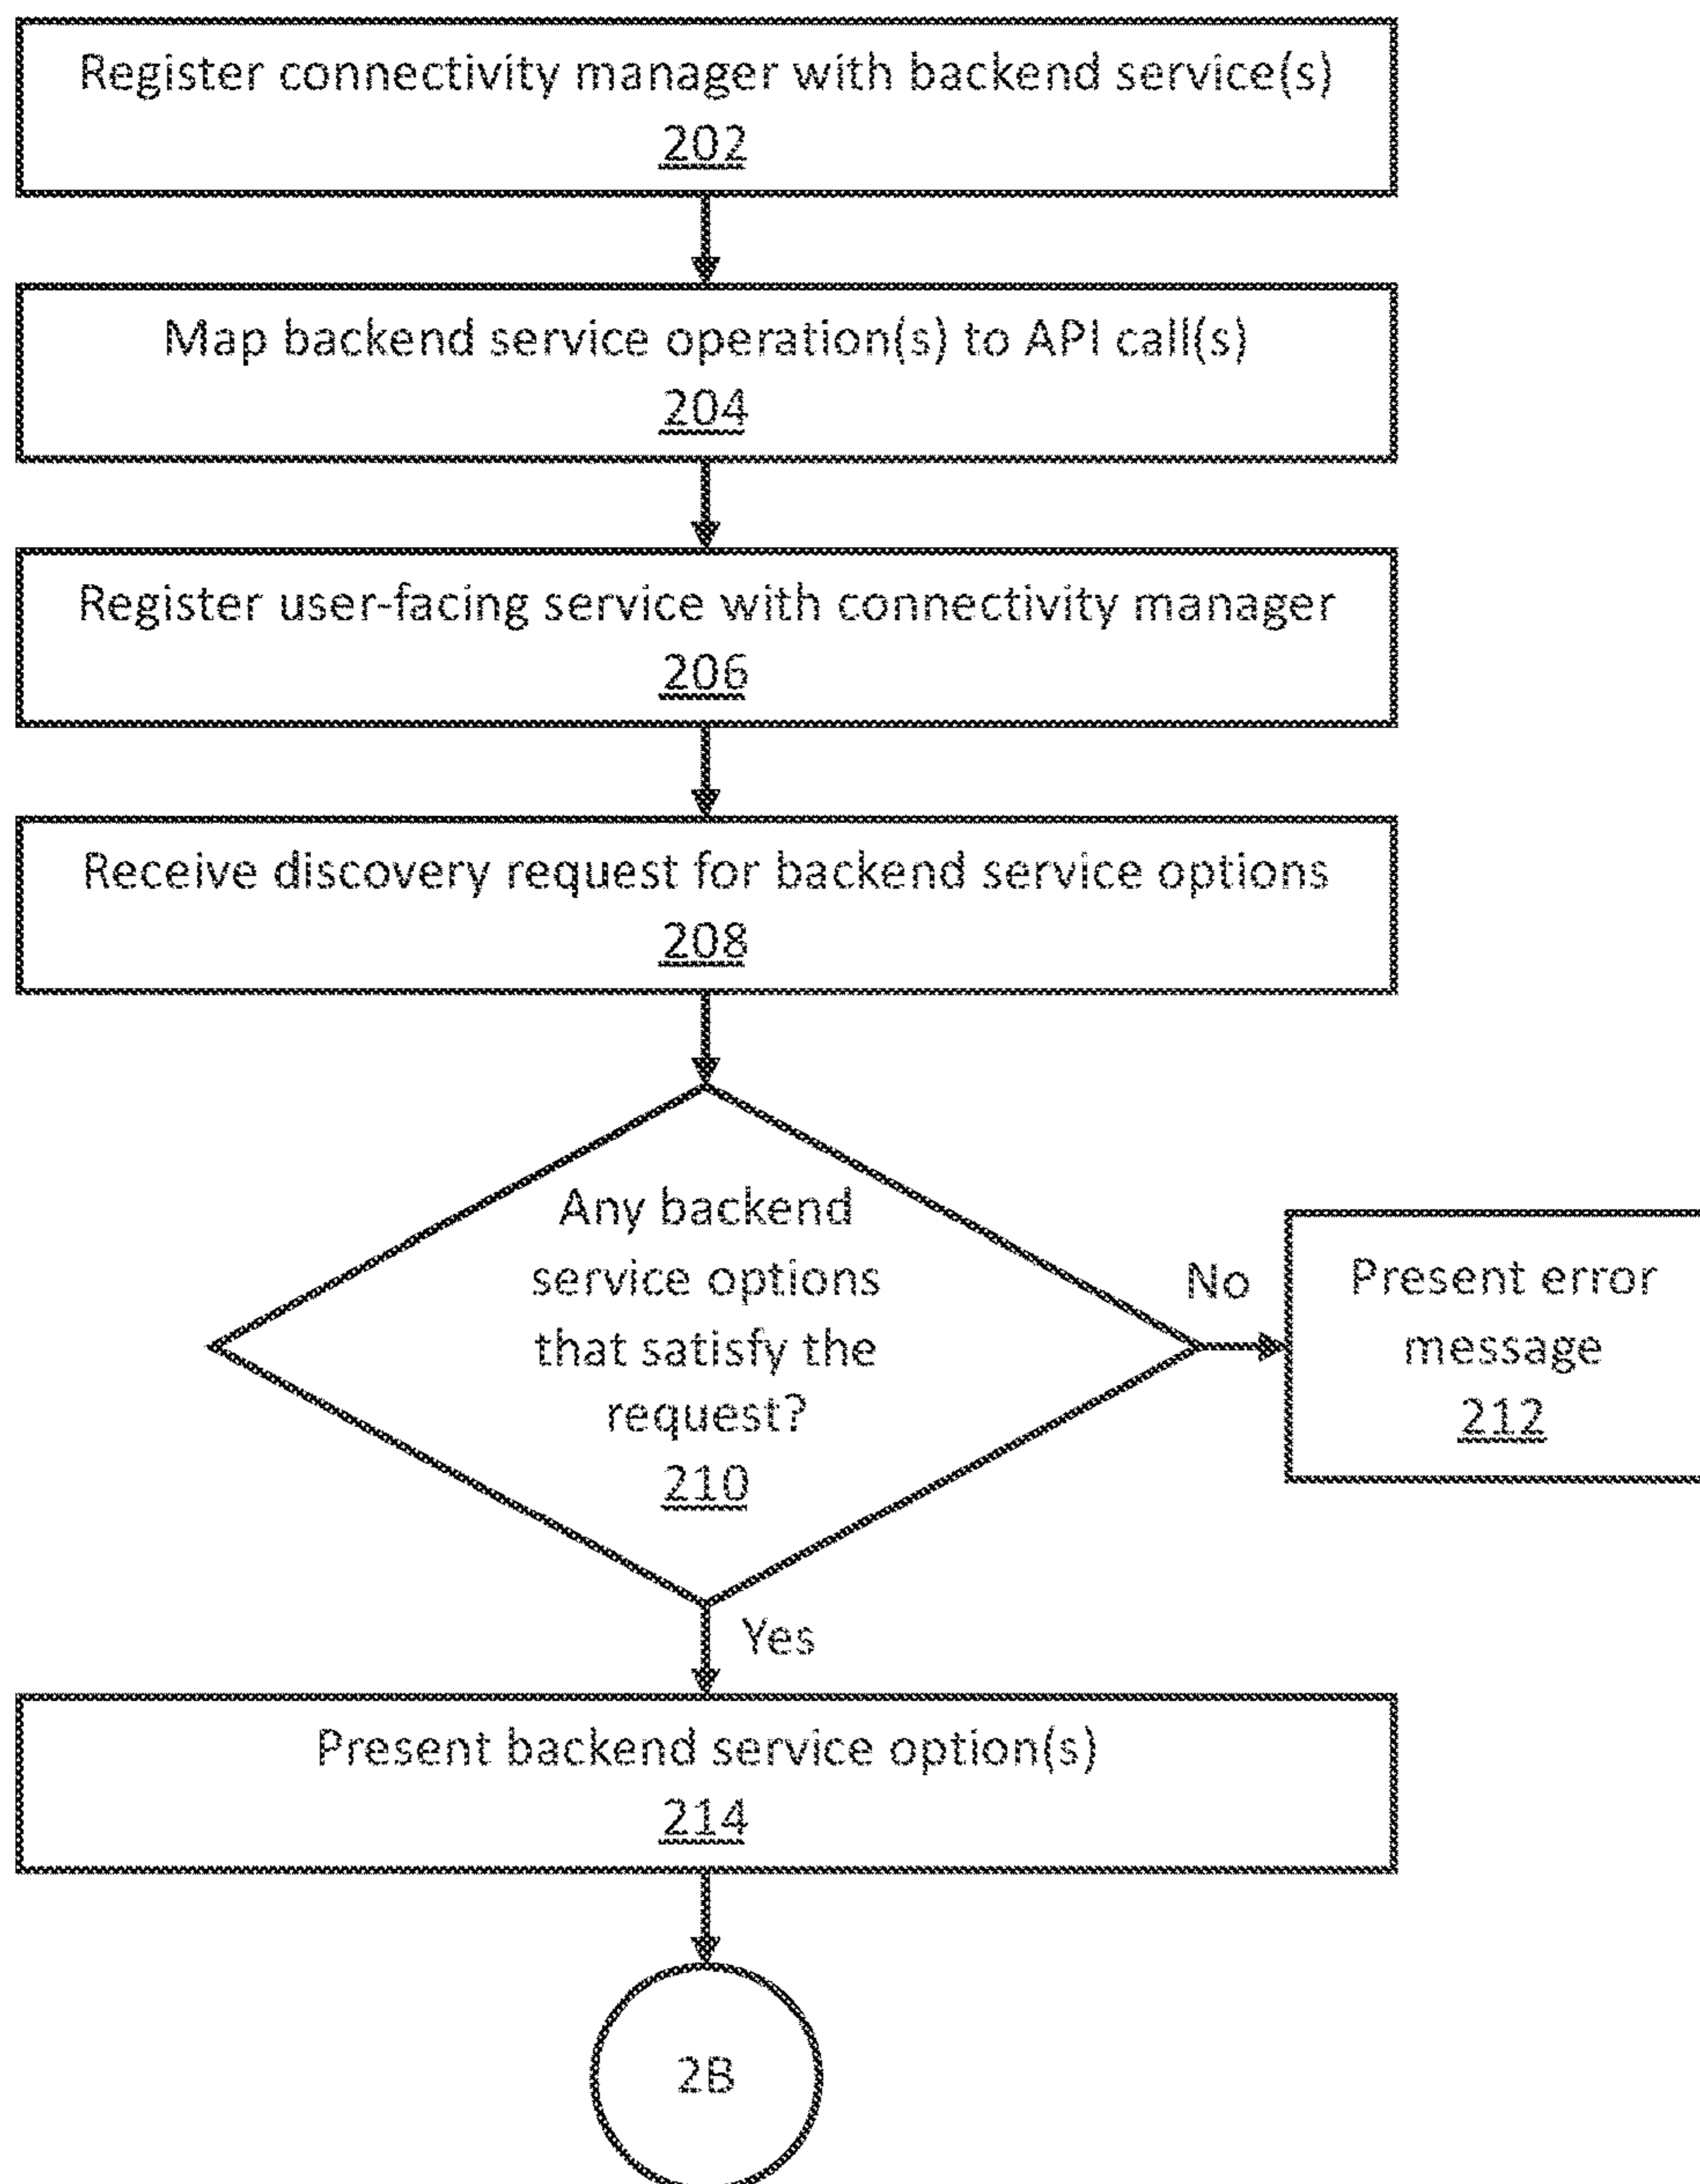 Register connectivity manager with backend service(s)
202
Map backend service operation(s) to API call(s)
204
Register user-facing service with connectivity manager
206
Receive discovery request for backend service options
208
Any backend
service options
that satisfy the
request?
210
No
Present error
message
212
Yes
Present backend service option(s)
214
2B